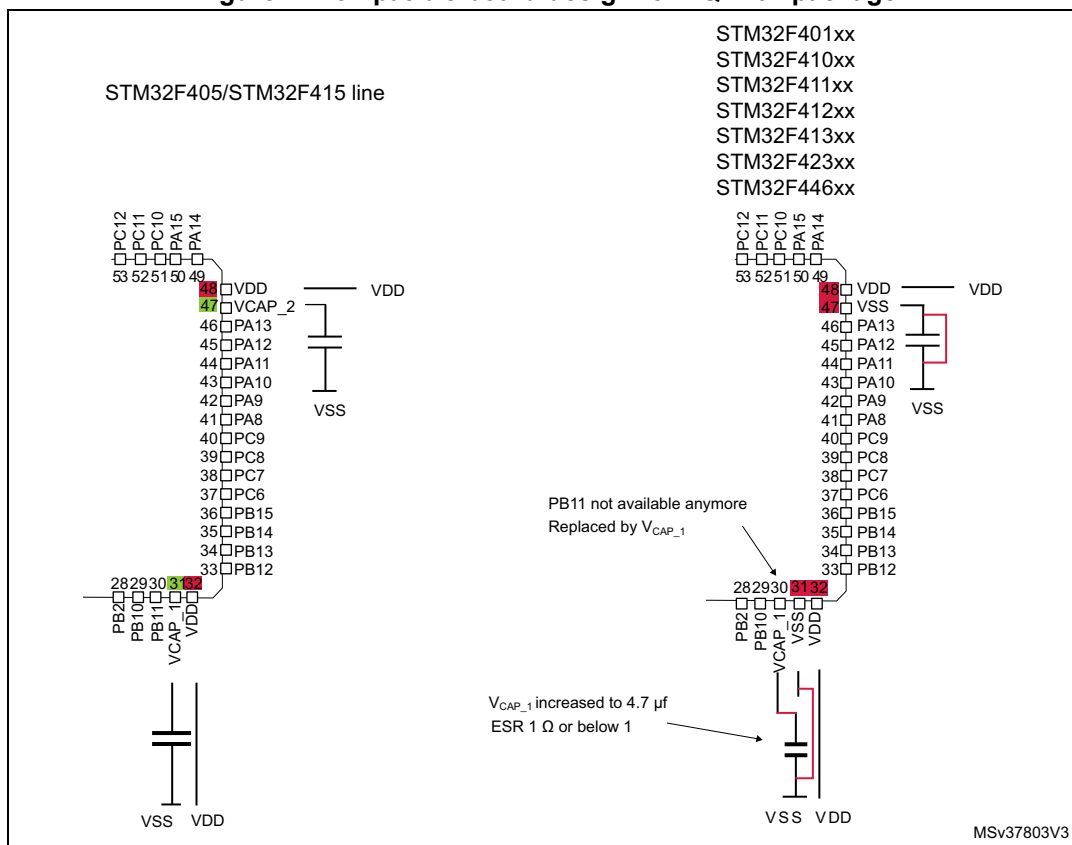 STM32F405/STM32F415 line
PC12
PC11
PC10
PA15
PA14
53 52 51 50 49
48 VDD
VDD
47 VCAP_2
46 PA13
45 PA12
44 PA11
43 PA10
42 PA9
41 PA8
40 PC9
39 PC8
38 PC7
37 PC6
36 PB15
35 PB14
34 PB13
33 PB12
VSS
28 29 30 31 32
PB2
PB10
PB11
VCAP_1
VDD
VSS
VDD
STM32F401xx
STM32F410xx
STM32F411xx
STM32F412xx
STM32F413xx
STM32F423xx
STM32F446xx
PC12
PC11
PC10
PA15
PA14
53 52 51 50 49
48 VDD
VDD
47 VSS
46 PA13
45 PA12
44 PA11
43 PA10
42 PA9
41 PA8
40 PC9
39 PC8
38 PC7
37 PC6
36 PB15
35 PB14
34 PB13
33 PB12
VSS
PB11 not available anymore
Replaced by VCAP_1
28 29 30 31 32
PB2
PB10
VCAP_1
VSS
VDD
VCAP_1 increased to 4.7 µf
ESR 1 Ω or below 1
VSS VDD
MSv37803V3